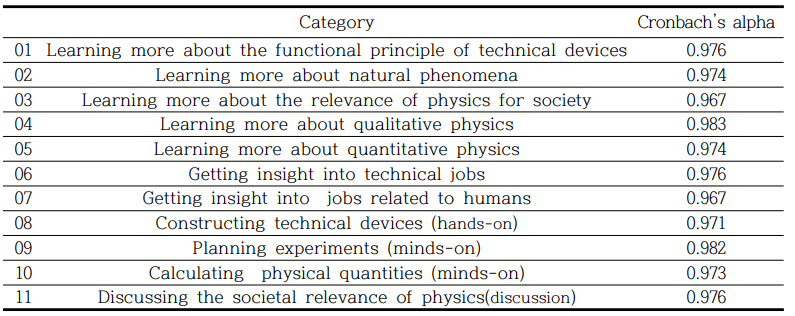 Category Cronbach's alpha
01 Learning more about the functional principle of technical devices 0.976
02 Learning more about natural phenomena 0.974
03 Learning more about the relevance of physics for society 0.967
04 Learning more about qualitative physics 0.983
05 Learning more about quantitative physics 0.974
06 Getting insight into technical jobs 0.976
07 Getting insight into jobs related to humans 0.967
08 Constructing technical devices (hands-on) 0.971
09 Planning experiments (minds-on) 0.982
10 Calculating physical quantities (minds-on) 0.973
11 Discussing the societal relevance of physics(discussion) 0.976